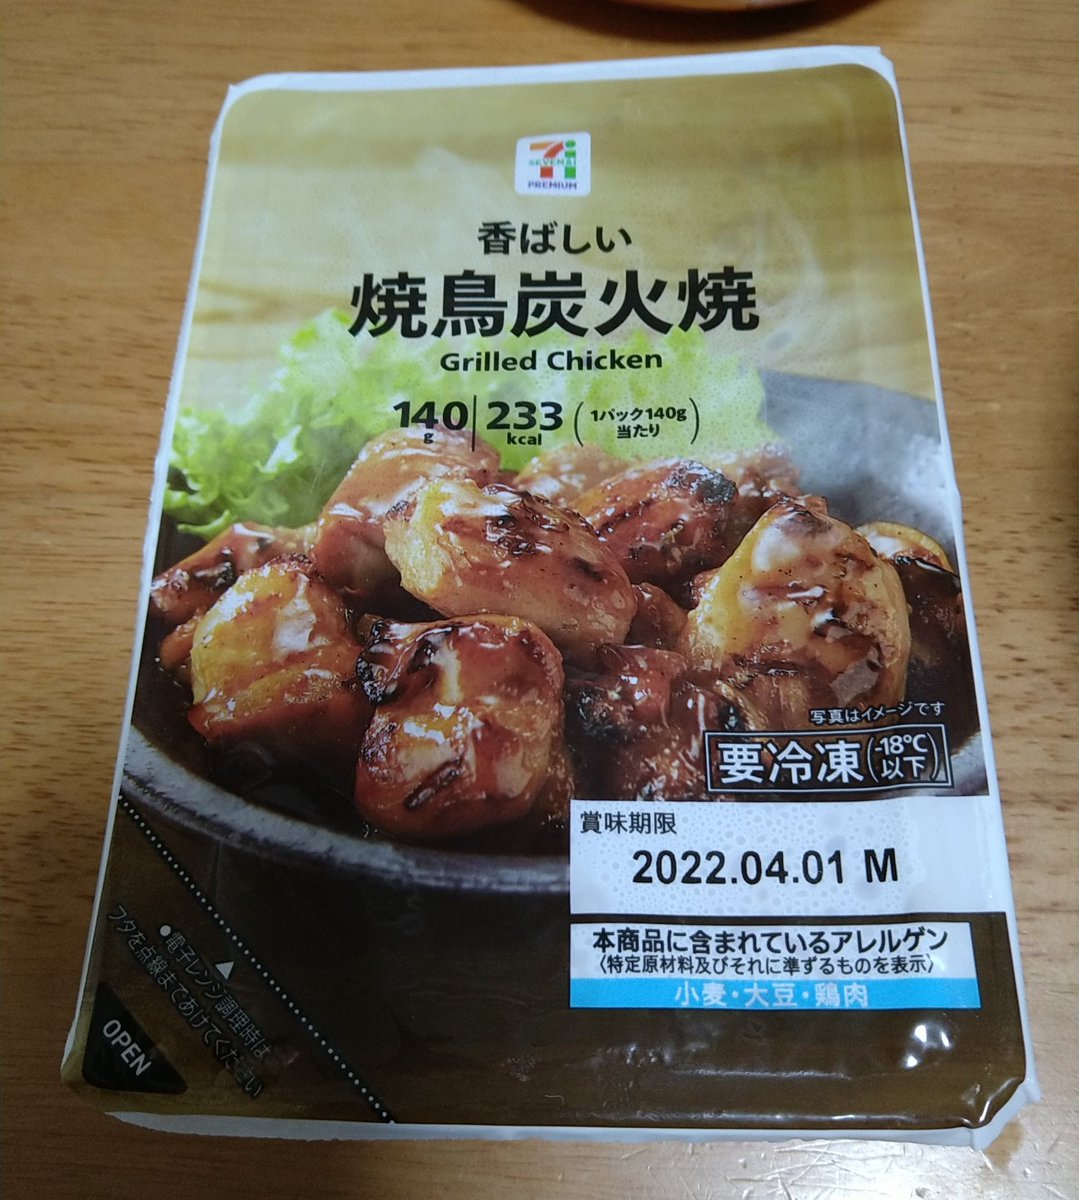 SEVEN&i
PREMIUM
香ばしい
焼鳥炭火焼
Grilled Chicken
140g 233kcal (1パック140g当たり)
写真はイメージです
要冷凍(-18℃以下)
賞味期限
2022.04.01 M
本商品に含まれているアレルゲン
〈特定原材料及びそれに準ずるものを表示〉
小麦・大豆・鶏肉
●電子レンジ調理時は
フタを点線まであけてください
OPEN